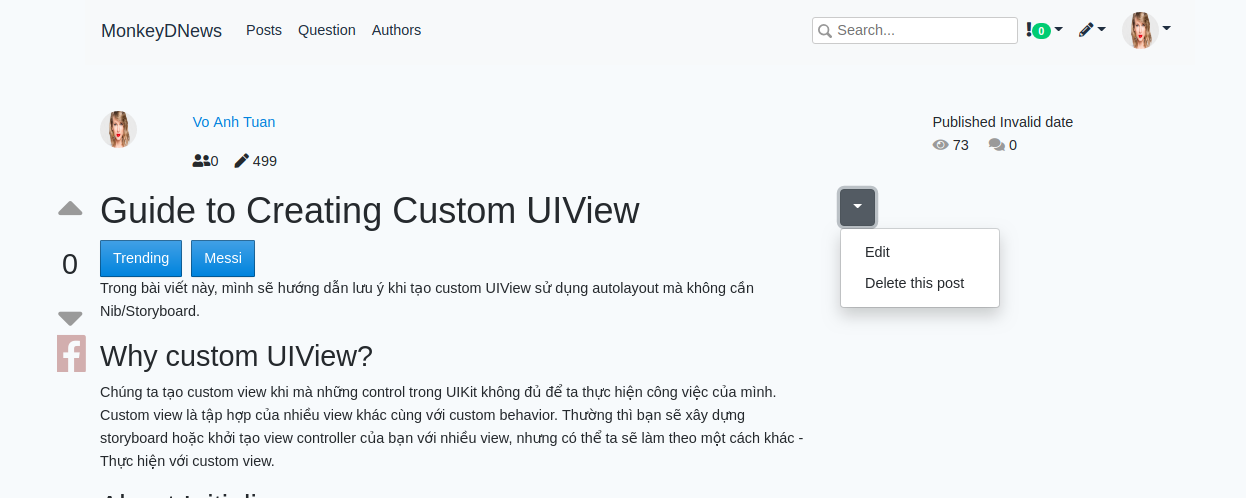 MonkeyDNews Posts Question Authors Search... 0
Vo Anh Tuan Published Invalid date
73 0
0 499
Guide to Creating Custom UIView
Edit
Trending Messi
0
Delete this post
Trong bài viết này, mình sẽ hướng dẫn lưu ý khi tạo custom UIView sử dụng autolayout mà không cần
Nib/Storyboard.
Why custom UIView?
Chúng ta tạo custom view khi mà những control trong UIKit không đủ để ta thực hiện công việc của mình.
Custom view là tập hợp của nhiều view khác cùng với custom behavior. Thường thì bạn sẽ xây dựng
storyboard hoặc khởi tạo view controller của bạn với nhiều view, nhưng có thể ta sẽ làm theo một cách khác -
Thực hiện với custom view.